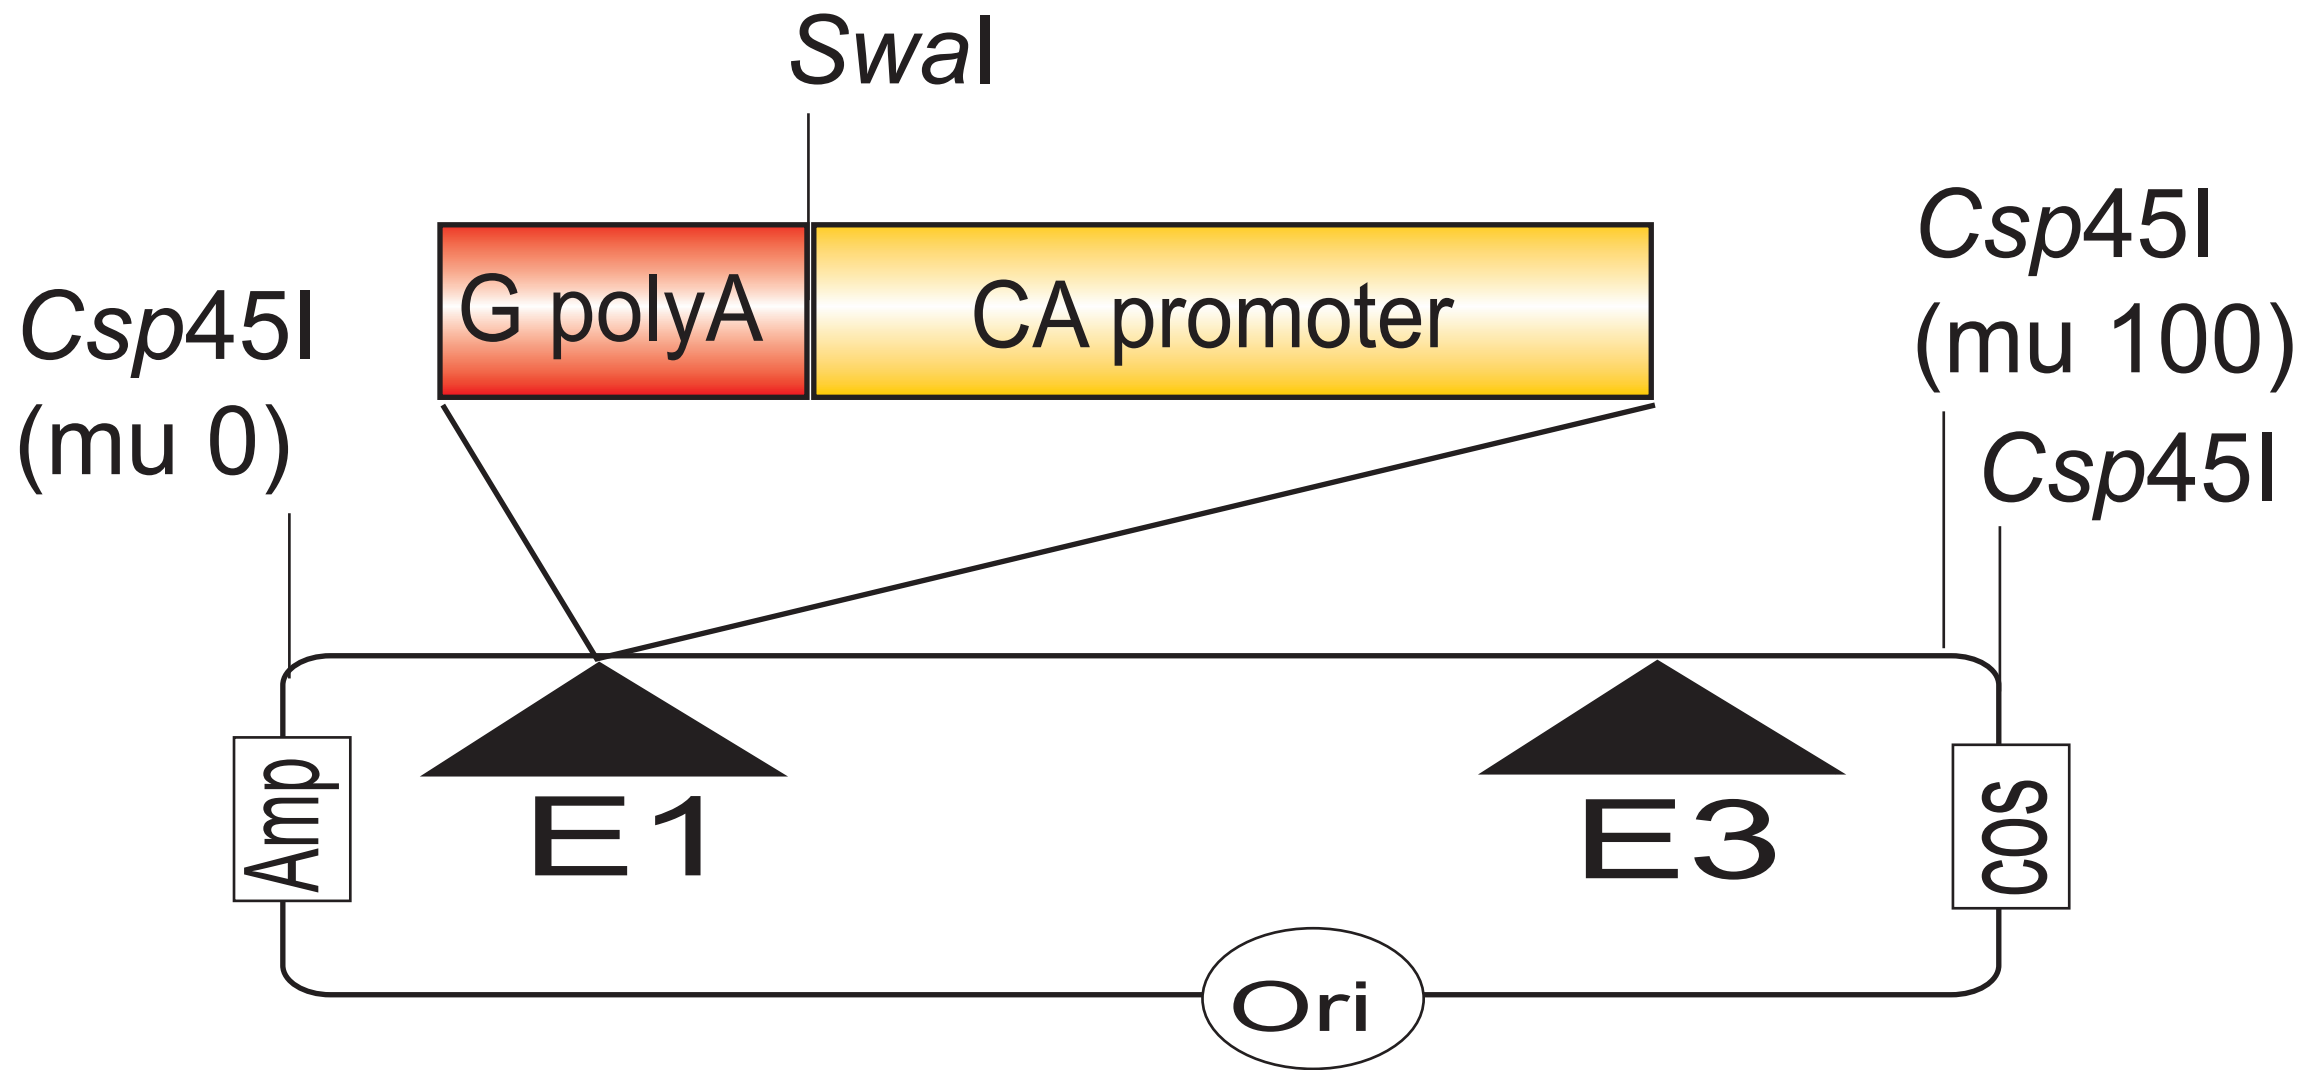 SwaI
Csp45I
(mu 100)
G polyA
CA promoter
Csp45I
(mu 0)
Csp45I
Amp
E1
E3
cos
Ori